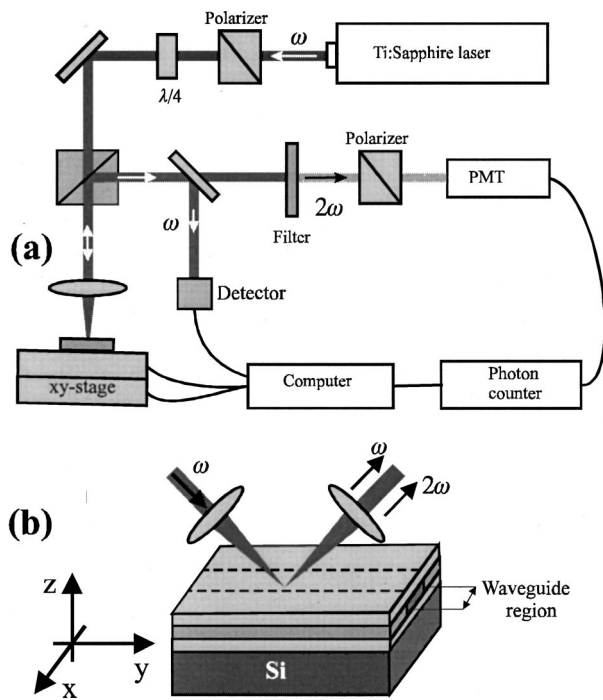 Polarizer
ω
Ti:Sapphire laser
λ/4
Polarizer
PMT
ω
2ω
Filter
(a)
Detector
xy-stage
Computer
Photon
counter
(b)
ω
ω
2ω
Waveguide
region
z
y
x
Si